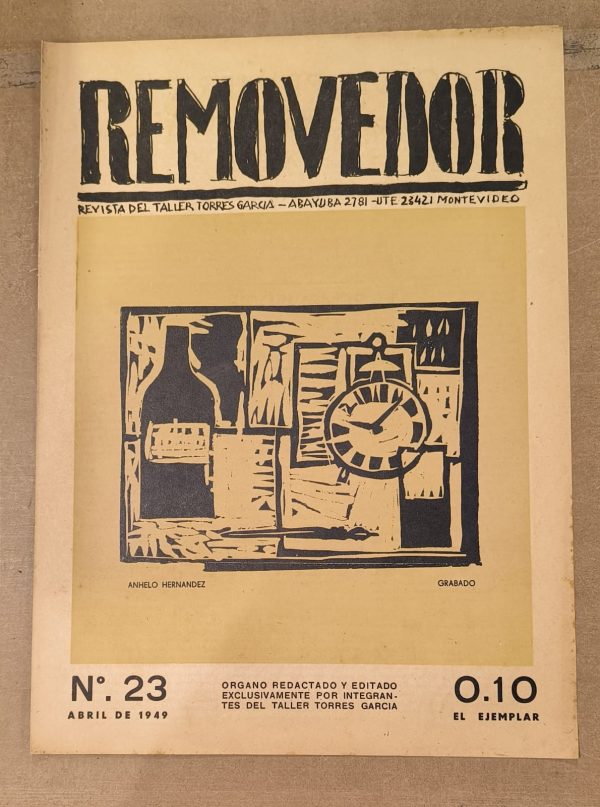 REMOVEDOR
REVISTA DEL TALLER TORRES GARCIA — ABAYUBA 2781 - UTE 23421 MONTEVIDEO
ANHELO HERNANDEZ
GRABADO
Nº. 23
ABRIL DE 1949
ORGANO REDACTADO Y EDITADO
EXCLUSIVAMENTE POR INTEGRAN-
TES DEL TALLER TORRES GARCIA
0.10
EL EJEMPLAR